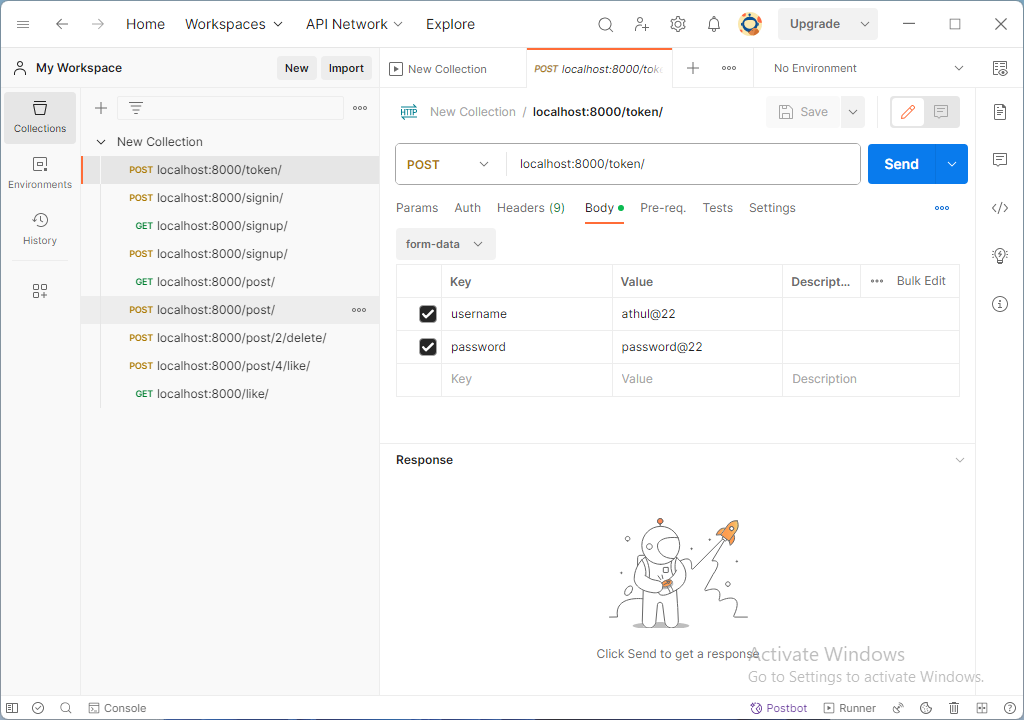 Home Workspaces API Network Explore Upgrade
My Workspace New Import New Collection POST localhost:8000/tok No Environment
Collections
Environments
History
New Collection
POST localhost:8000/token/
POST localhost:8000/signin/
GET localhost:8000/signup/
POST localhost:8000/signup/
GET localhost:8000/post/
POST localhost:8000/post/
POST localhost:8000/post/2/delete/
POST localhost:8000/post/4/like/
GET localhost:8000/like/
HTTP New Collection / localhost:8000/token/ Save
POST localhost:8000/token/ Send
Params Auth Headers (9) Body Pre-req. Tests Settings
form-data
Key Value Descript... Bulk Edit
username athul@22
password password@22
Key Value Description
Response
Click Send to get a response
Activate Windows
Go to Settings to activate Windows.
Console Postbot Runner